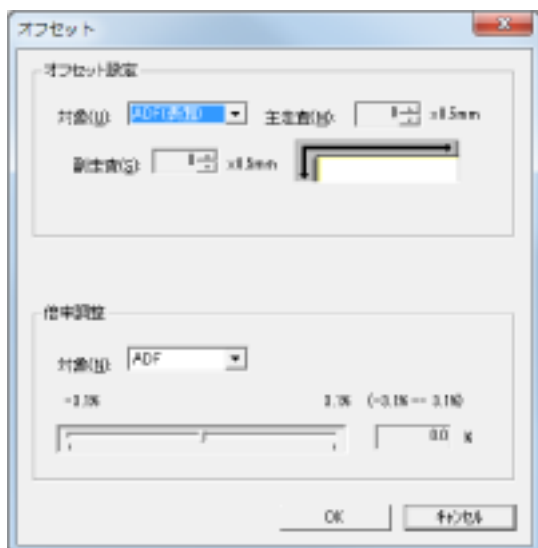 オフセット
オフセット設定
対象(U): ADF(表面) 主走査(M): 0 x0.5mm
副走査(S): 0 x0.5mm
倍率調整
対象(N): ADF
-3.1% 3.1% (-3.1% -- 3.1%)
0.0 %
OK キャンセル